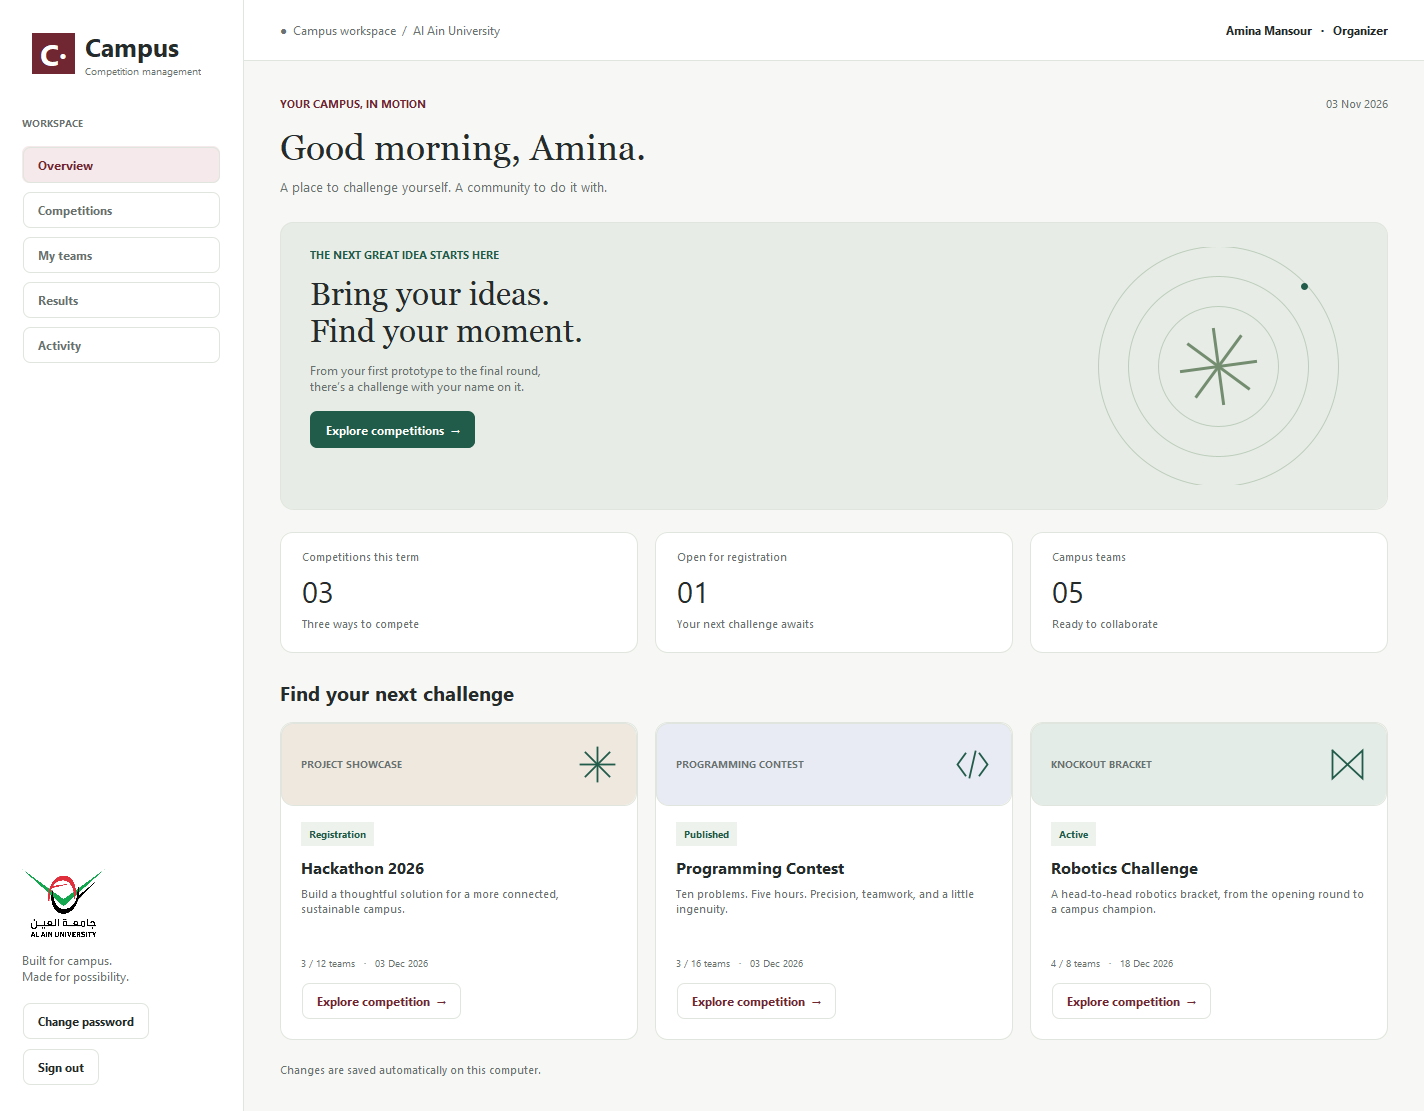 C·
Campus
Competition management
WORKSPACE
Overview
Competitions
My teams
Results
Activity
جامعة العين
AL AIN UNIVERSITY
Built for campus.
Made for possibility.
Change password
Sign out
Campus workspace / Al Ain University
Amina Mansour · Organizer
YOUR CAMPUS, IN MOTION
03 Nov 2026
Good morning, Amina.
A place to challenge yourself. A community to do it with.
THE NEXT GREAT IDEA STARTS HERE
Bring your ideas.
Find your moment.
From your first prototype to the final round,
there's a challenge with your name on it.
Explore competitions →
Competitions this term
03
Three ways to compete
Open for registration
01
Your next challenge awaits
Campus teams
05
Ready to collaborate
Find your next challenge
PROJECT SHOWCASE
Registration
Hackathon 2026
Build a thoughtful solution for a more connected,
sustainable campus.
3 / 12 teams · 03 Dec 2026
Explore competition →
PROGRAMMING CONTEST
Published
Programming Contest
Ten problems. Five hours. Precision, teamwork, and a little
ingenuity.
3 / 16 teams · 03 Dec 2026
Explore competition →
KNOCKOUT BRACKET
Active
Robotics Challenge
A head-to-head robotics bracket, from the opening round to
a campus champion.
4 / 8 teams · 18 Dec 2026
Explore competition →
Changes are saved automatically on this computer.